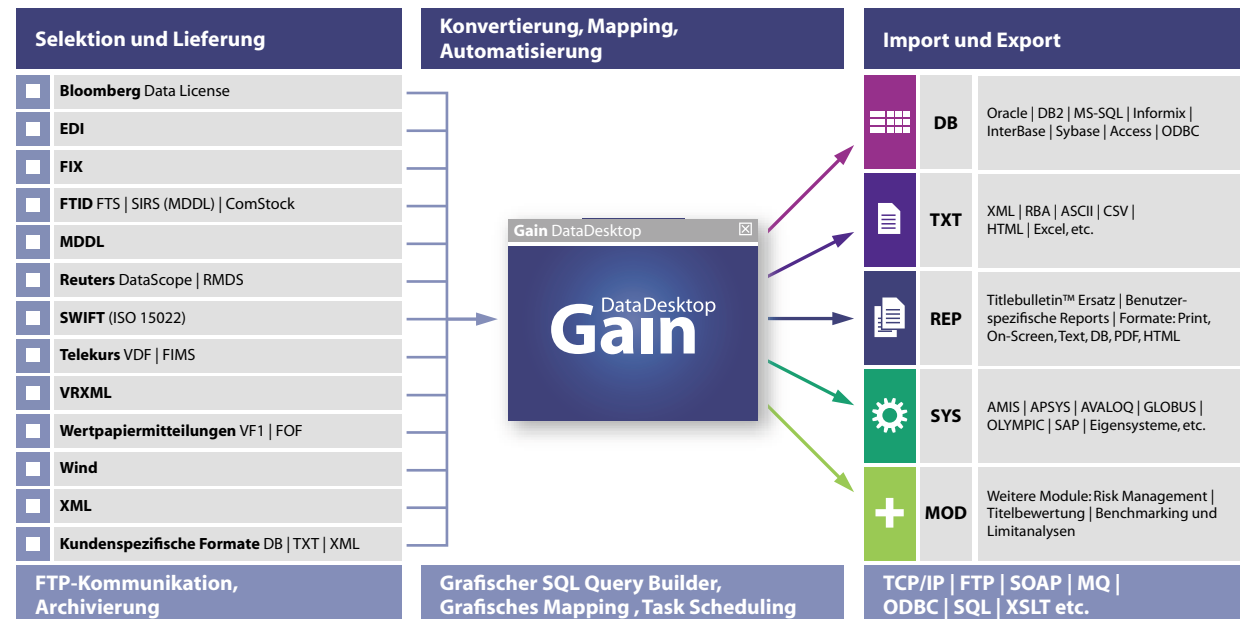 Selektion und Lieferung
Bloomberg Data License
EDI
FIX
FTID FTS | SIRS (MDDL) | ComStock
MDDL
Reuters DataScope | RMDS
SWIFT (ISO 15022)
Telekurs VDF | FIMS
VRXML
Wertpapiermitteilungen VF1 | FOF
Wind
XML
Kundenspezifische Formate DB | TXT | XML
FTP-Kommunikation,
Archivierung
Konvertierung, Mapping,
Automatisierung
Gain DataDesktop
DataDesktop
Gain
Grafischer SQL Query Builder,
Grafisches Mapping , Task Scheduling
Import und Export
DB
Oracle | DB2 | MS-SQL | Informix |
InterBase | Sybase | Access | ODBC
TXT
XML | RBA | ASCII | CSV |
HTML | Excel, etc.
REP
Titlebulletin™ Ersatz | Benutzer-
spezifische Reports | Formate: Print,
On-Screen, Text, DB, PDF, HTML
SYS
AMIS | APSYS | AVALOQ | GLOBUS |
OLYMPIC | SAP | Eigensysteme, etc.
MOD
Weitere Module: Risk Management |
Titelbewertung | Benchmarking und
Limitanalysen
TCP/IP | FTP | SOAP | MQ |
ODBC | SQL | XSLT etc.